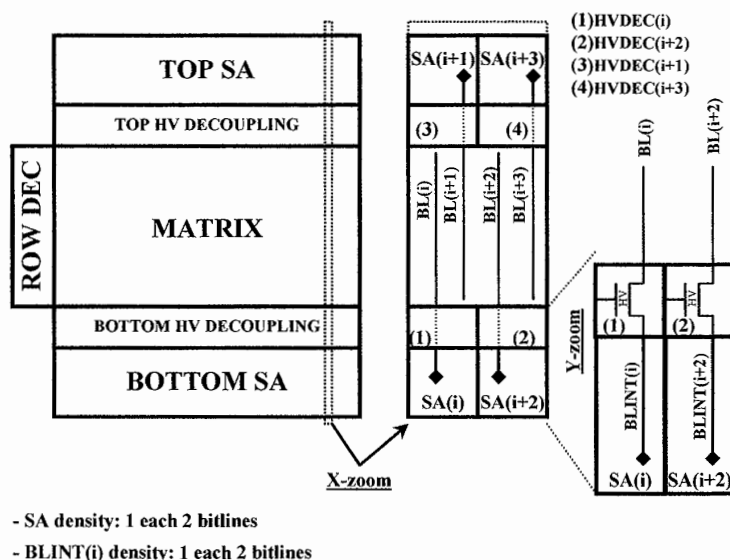 TOP SA
TOP HV DECOUPLING
ROW DEC
MATRIX
BOTTOM HV DECOUPLING
BOTTOM SA
X-zoom
SA(i+1)
SA(i+3)
(3)
(4)
BL(i)
BL(i+1)
BL(i+2)
BL(i+3)
(1)
(2)
SA(i)
SA(i+2)
(1)HVDEC(i)
(2)HVDEC(i+2)
(3)HVDEC(i+1)
(4)HVDEC(i+3)
BL(i)
BL(i+2)
Y-zoom
HV
HV
(1)
(2)
BLINT(i)
BLINT(i+2)
SA(i)
SA(i+2)
- SA density: 1 each 2 bitlines
- BLINT(i) density: 1 each 2 bitlines